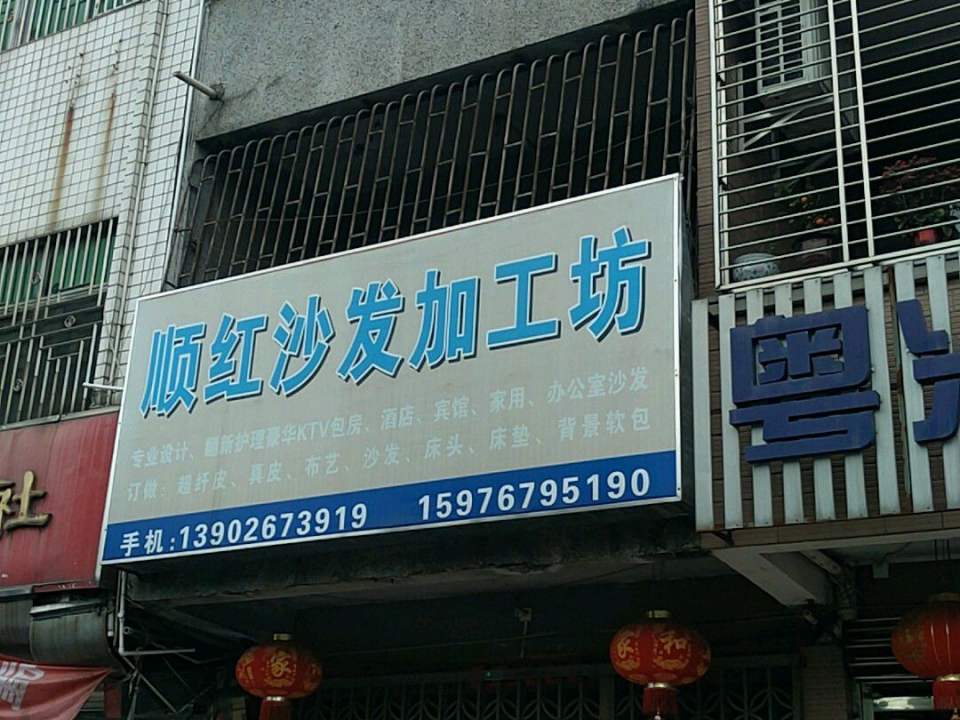 顺红沙发加工坊
专业设计、翻新护理豪华KTV包房、酒店、宾馆、家用、办公室沙发
订做：超纤皮、真皮、布艺、沙发、床头、床垫、背景软包
手机:13902673919 15976795190
社
粤
家
家和